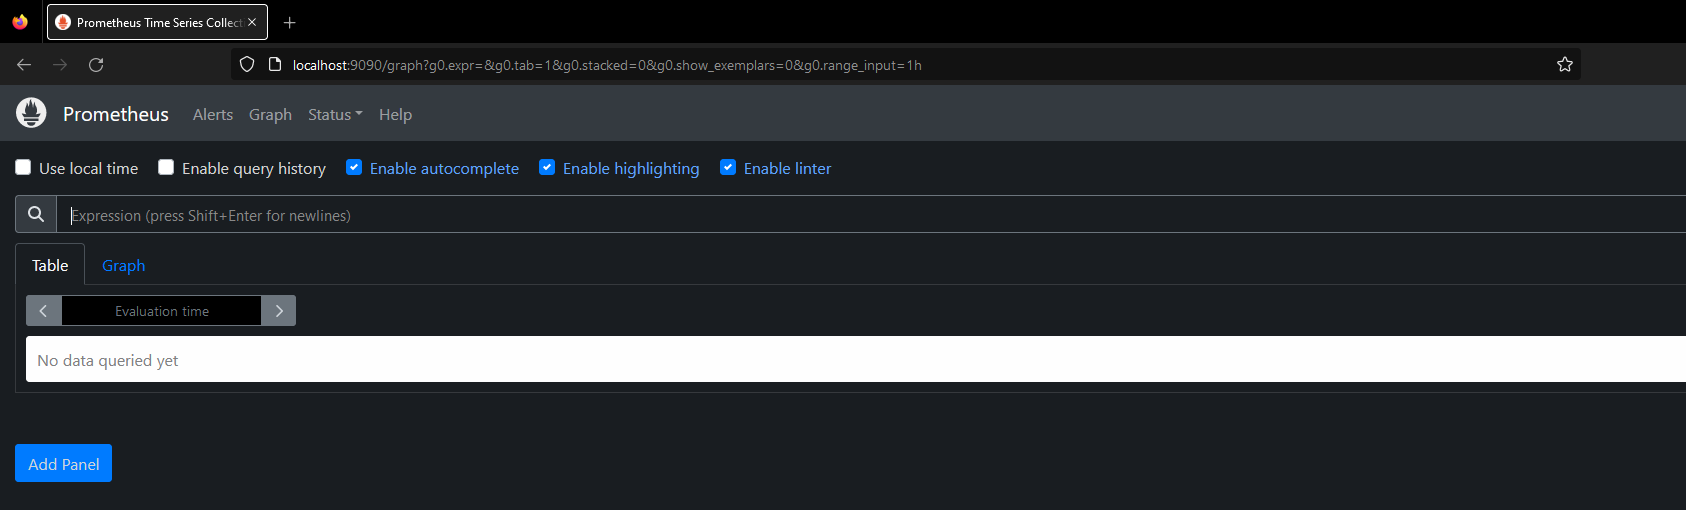 Prometheus Time Series Collect
localhost:9090/graph?g0.expr=&g0.tab=1&g0.stacked=0&g0.show_exemplars=0&g0.range_input=1h
Prometheus Alerts Graph Status Help
Use local time Enable query history Enable autocomplete Enable highlighting Enable linter
Expression (press Shift+Enter for newlines)
Table Graph
Evaluation time
No data queried yet
Add Panel